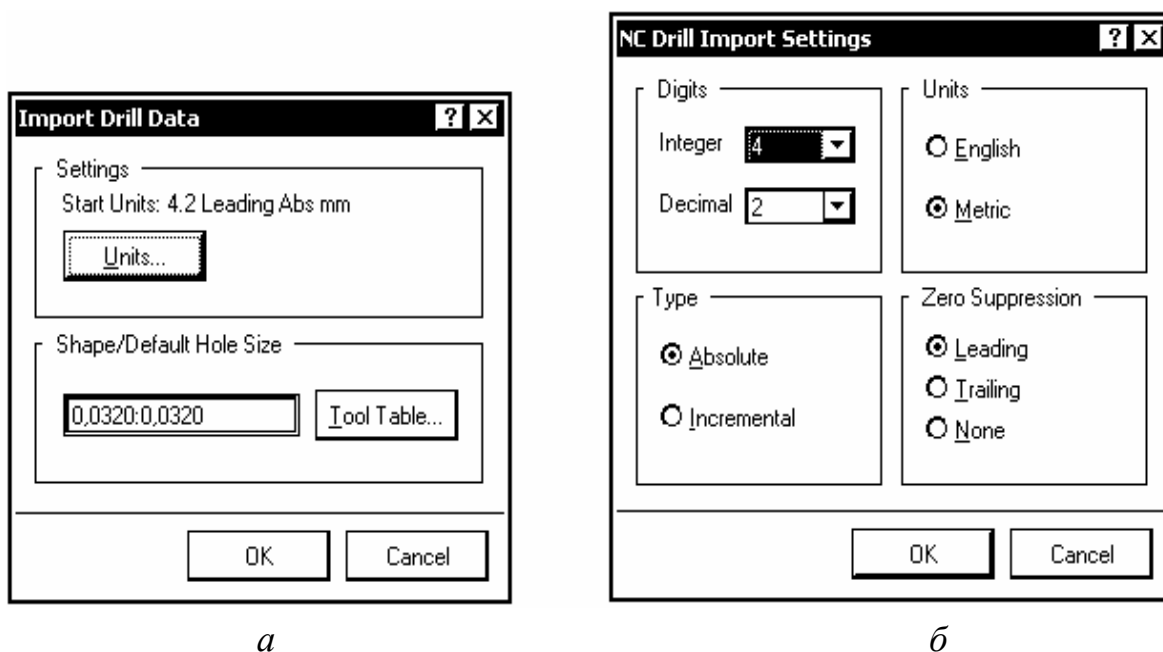 Import Drill Data
Settings
Start Units: 4.2 Leading Abs mm
Units...
Shape/Default Hole Size
0,0320:0,0320
Tool Table...
OK
Cancel
а
NC Drill Import Settings
Digits
Integer 4
Decimal 2
Units
English
Metric
Type
Absolute
Incremental
Zero Suppression
Leading
Trailing
None
OK
Cancel
б